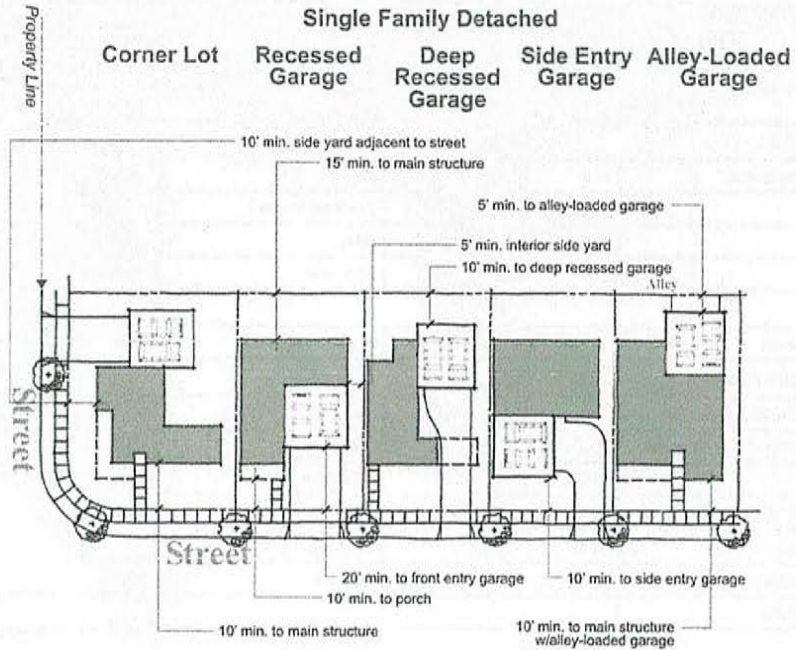 Single Family Detached
Property Line
Corner Lot
Recessed
Garage
Deep
Recessed
Garage
Side Entry
Garage
Alley-Loaded
Garage
10' min. side yard adjacent to street
15' min. to main structure
5' min. to alley-loaded garage
5' min. interior side yard
10' min. to deep recessed garage
Alley
Street
Street
20' min. to front entry garage
10' min. to side entry garage
10' min. to porch
10' min. to main structure
10' min. to main structure
w/alley-loaded garage